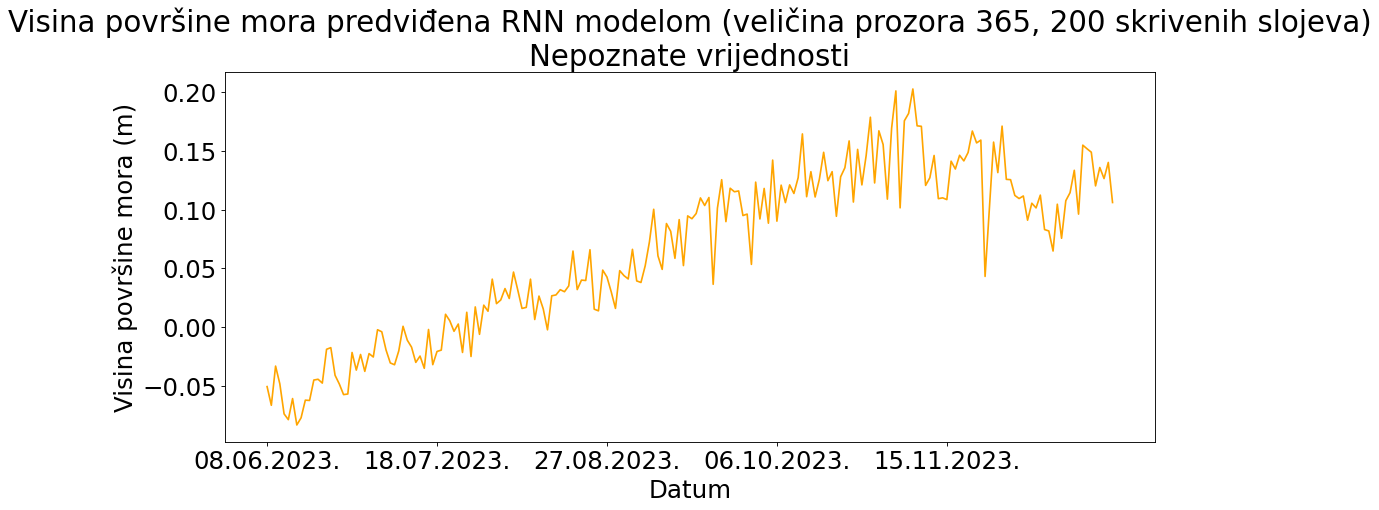 Visina površine mora predviđena RNN modelom (veličina prozora 365, 200 skrivenih slojeva)
Nepoznate vrijednosti
Visina površine mora (m)
0.20
0.15
0.10
0.05
0.00
−0.05
08.06.2023. 18.07.2023. 27.08.2023. 06.10.2023. 15.11.2023.
Datum